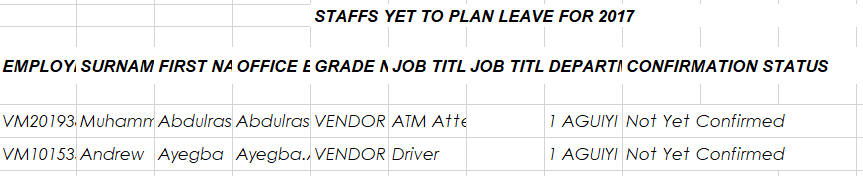 STAFFS YET TO PLAN LEAVE FOR 2017
EMPLOY SURNAM FIRST NA OFFICE E GRADE N JOB TITL JOB TITL DEPARTM CONFIRMATION STATUS
VM20193 Muhamm Abdulras Abdulras VENDOR ATM Atte 1 AGUIYI Not Yet Confirmed
VM10153 Andrew Ayegba Ayegba. VENDOR Driver 1 AGUIYI Not Yet Confirmed